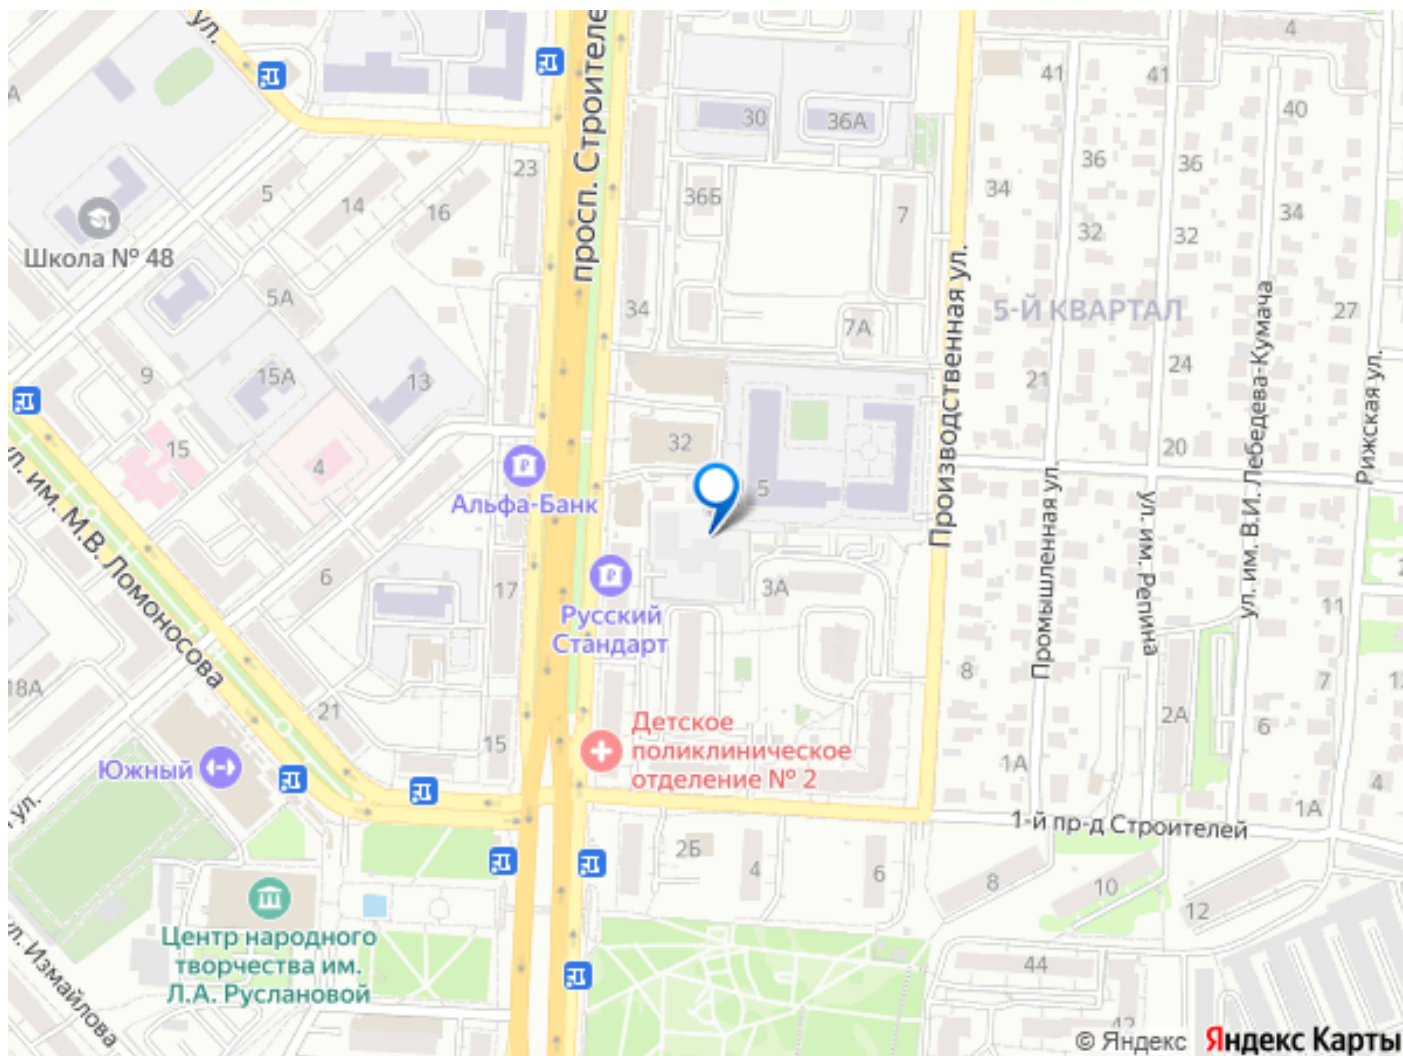 ул.
просп. Строителе
4
41
41
40
30
36А
23
36
36
5
14
16
34
36Б
7
34
Школа № 48
32
32
5А
5-Й КВАРТАЛ
34
27
7А
9
15А
13
21
24
Производственная ул.
ул. им. В.И. Лебедева-Кумача
Рижская ул.
15
4
32
20
Альфа-Банк
5
ул. им. М.В. Ломоносова
Промышленная ул.
ул. им. Репина
6
17
3А
11
Русский
Стандарт
18А
8
7
21
15
2А
6
Детское
поликлиническое
отделение № 2
Южный
1А
4
1А
ул.
1-й пр-д Строителей
2Б
4
6
8
10
12
Центр народного
творчества им.
Л.А. Руслановой
ул. Измайлова
44
© Яндекс Яндекс Карты